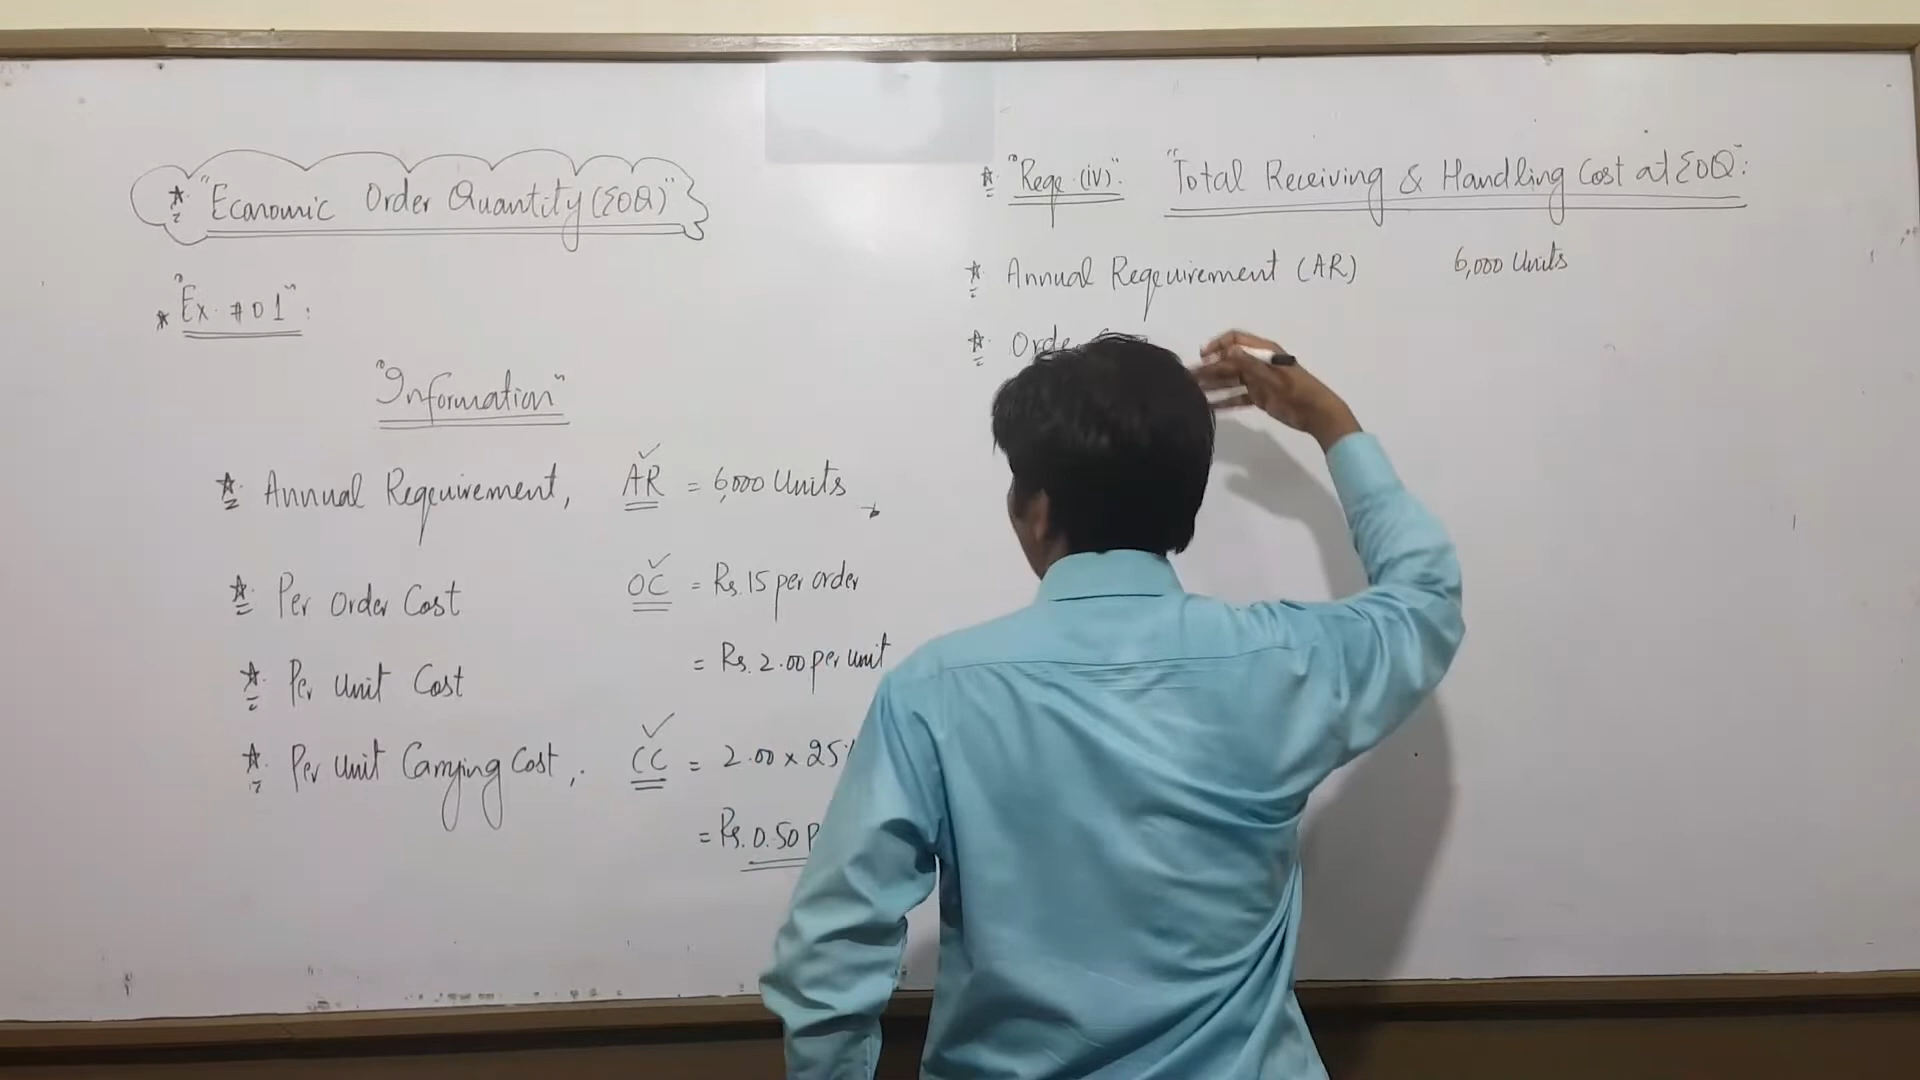 * "Economic Order Quantity (EOQ)"
* "Ex. #01":
"Information"
* Annual Requirement, AR = 6,000 Units
* Per Order Cost OC = Rs. 15 per order
* Per Unit Cost = Rs. 2.00 per unit
* Per Unit Carrying Cost, CC = 2.00 x 25%
= Rs. 0.50
* "Reqe (iv)": "Total Receiving & Handling Cost at EOQ":
* Annual Requirement (AR) 6,000 Units
* Order